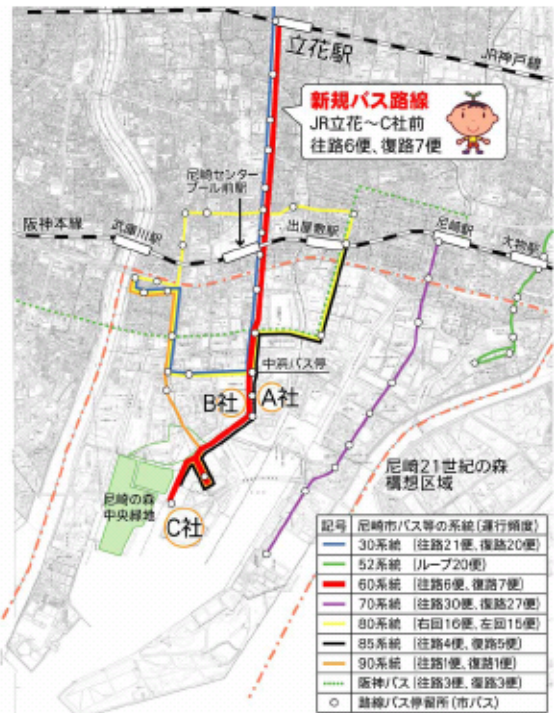 立花駅
JR神戸線
新規バス路線
JR立花～C社前
往路6便、復路7便
尼崎センター
プール前駅
阪神本線
武庫川駅
出屋敷駅
尼崎駅
大物駅
中浜バス停
B社
A社
尼崎21世紀の森
構想区域
尼崎の森
中央緑地
C社
記号 尼崎市バス等の系統(運行頻度)
30系統 (往路21便、復路20便)
52系統 (ループ20便)
60系統 (往路6便、復路7便)
70系統 (往路30便、復路27便)
80系統 (右回16便、左回15便)
85系統 (往路4便、復路5便)
90系統 (往路1便、復路1便)
阪神バス (往路3便、復路3便)
路線バス停留所(市バス)